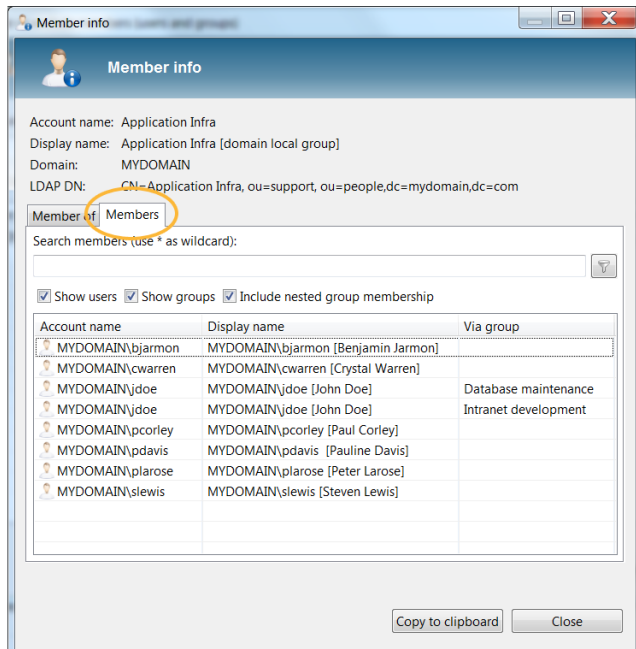 Member info
Member info
Account name: Application Infra
Display name: Application Infra [domain local group]
Domain: MYDOMAIN
LDAP DN: CN=Application Infra, ou=support, ou=people,dc=mydomain,dc=com
Member of Members
Search members (use * as wildcard):
Show users Show groups Include nested group membership
Account name Display name Via group
MYDOMAIN\bjarmon MYDOMAIN\bjarmon [Benjamin Jarmon]
MYDOMAIN\cwarren MYDOMAIN\cwarren [Crystal Warren]
MYDOMAIN\jdoe MYDOMAIN\jdoe [John Doe] Database maintenance
MYDOMAIN\jdoe MYDOMAIN\jdoe [John Doe] Intranet development
MYDOMAIN\pcorley MYDOMAIN\pcorley [Paul Corley]
MYDOMAIN\pdavis MYDOMAIN\pdavis [Pauline Davis]
MYDOMAIN\plarose MYDOMAIN\plarose [Peter Larose]
MYDOMAIN\slewis MYDOMAIN\slewis [Steven Lewis]
Copy to clipboard Close